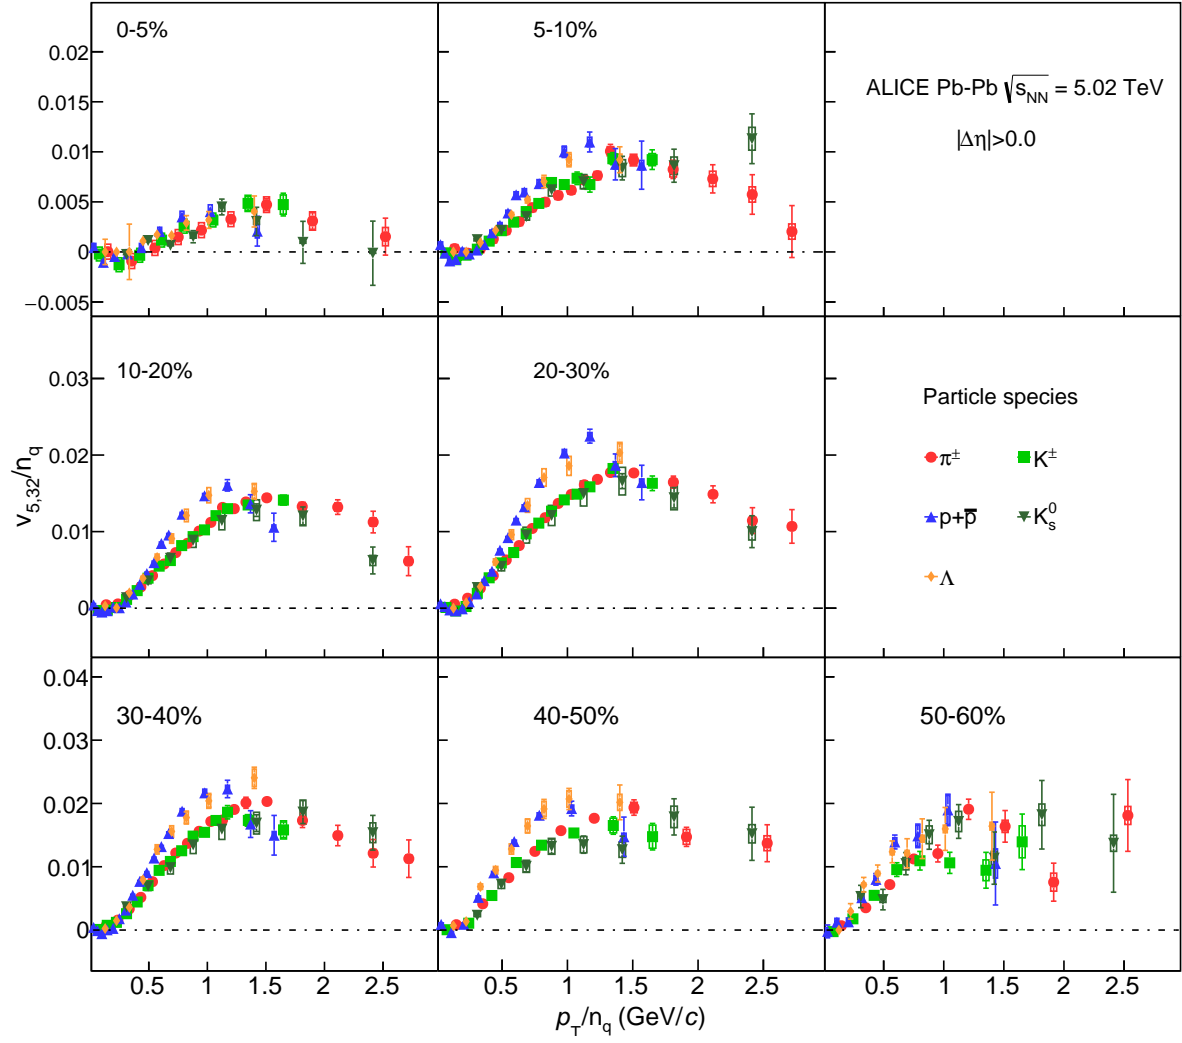 0-5%
5-10%
ALICE Pb-Pb √s_NN = 5.02 TeV
|Δη|>0.0
0.02
0.015
0.01
0.005
0
−0.005
10-20%
20-30%
Particle species
π±
K±
p+p̅
K⁰s
Λ
0.03
0.02
0.01
0
v5,32/nq
30-40%
40-50%
50-60%
0.04
0.03
0.02
0.01
0
0.5 1 1.5 2 2.5
0.5 1 1.5 2 2.5
0.5 1 1.5 2 2.5
pT/nq (GeV/c)